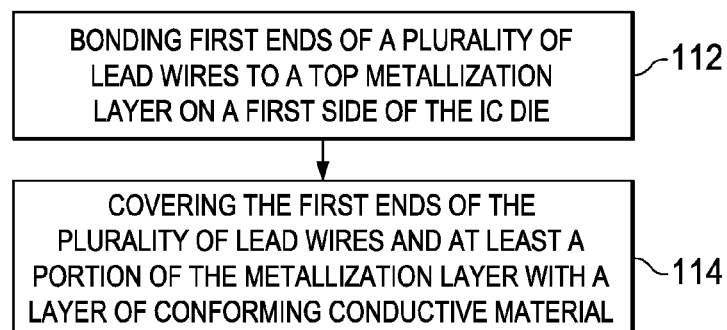 BONDING FIRST ENDS OF A PLURALITY OF
LEAD WIRES TO A TOP METALLIZATION
LAYER ON A FIRST SIDE OF THE IC DIE
112
COVERING THE FIRST ENDS OF THE
PLURALITY OF LEAD WIRES AND AT LEAST A
PORTION OF THE METALLIZATION LAYER WITH A
LAYER OF CONFORMING CONDUCTIVE MATERIAL
114